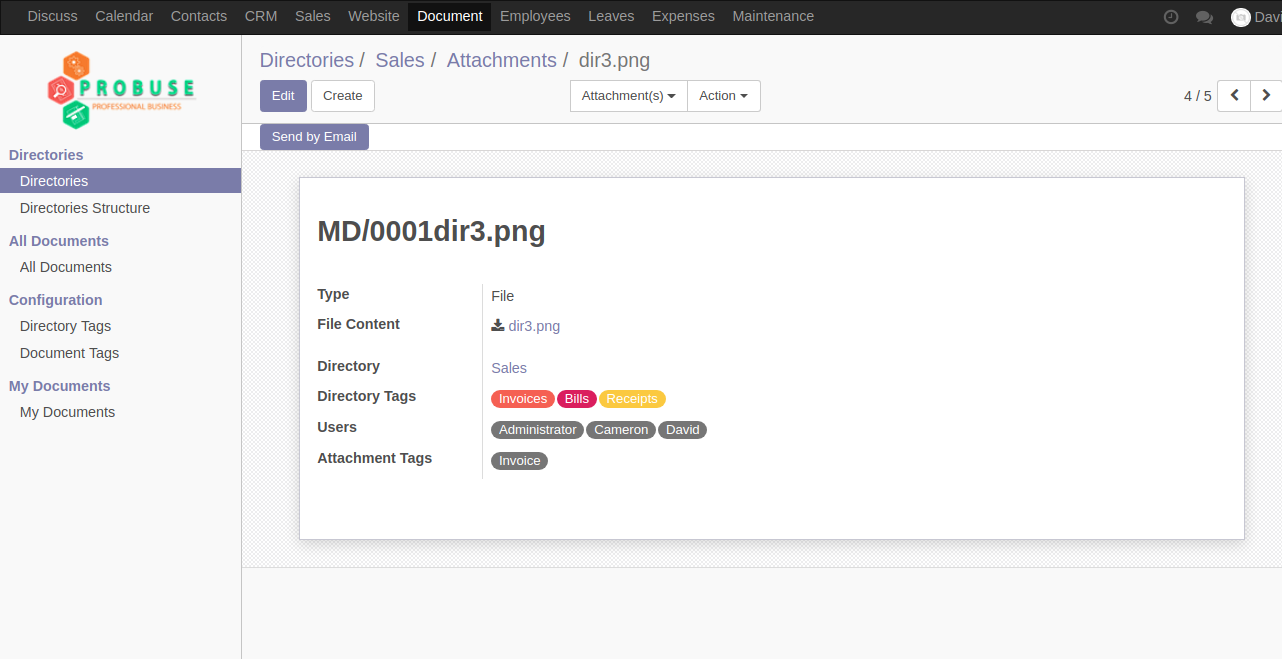 Discuss Calendar Contacts CRM Sales Website Document Employees Leaves Expenses Maintenance Davi
PROBUSE
PROFESSIONAL BUSINESS
Directories
Directories
Directories Structure
All Documents
All Documents
Configuration
Directory Tags
Document Tags
My Documents
My Documents
Directories / Sales / Attachments / dir3.png
Edit Create Attachment(s) Action 4 / 5
Send by Email
MD/0001dir3.png
Type File
File Content dir3.png
Directory Sales
Directory Tags Invoices Bills Receipts
Users Administrator Cameron David
Attachment Tags Invoice